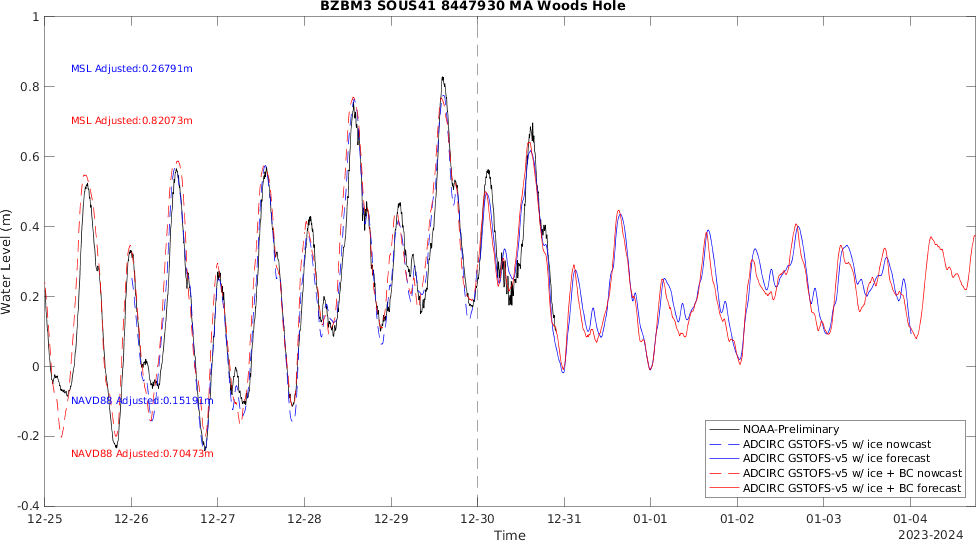 BZBM3 SOUS41 8447930 MA Woods Hole
Water Level (m)
1
0.8
0.6
0.4
0.2
0
-0.2
-0.4
MSL Adjusted:0.26791m
MSL Adjusted:0.82073m
NAVD88 Adjusted:0.15191m
NAVD88 Adjusted:0.70473m
NOAA-Preliminary
ADCIRC GSTOFS-v5 w/ ice nowcast
ADCIRC GSTOFS-v5 w/ ice forecast
ADCIRC GSTOFS-v5 w/ ice + BC nowcast
ADCIRC GSTOFS-v5 w/ ice + BC forecast
12-25 12-26 12-27 12-28 12-29 12-30 12-31 01-01 01-02 01-03 01-04
Time
2023-2024